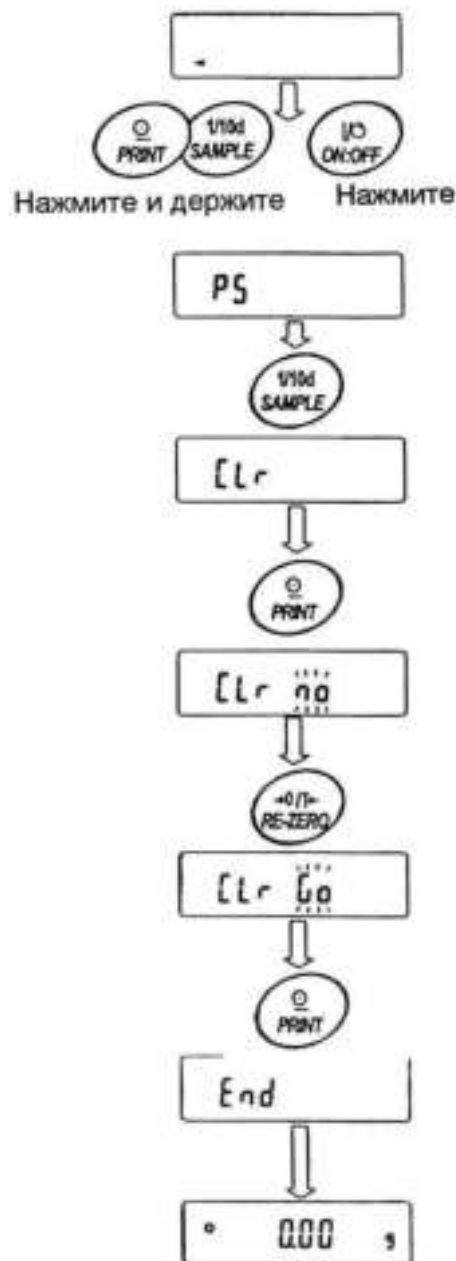 PRINT
1/10d
SAMPLE
ON:OFF
Нажмите и держите
Нажмите
PS
1/10d
SAMPLE
CLr
PRINT
CLr no
→0/T←
RE-ZERO
CLr Go
PRINT
End
0.00 g